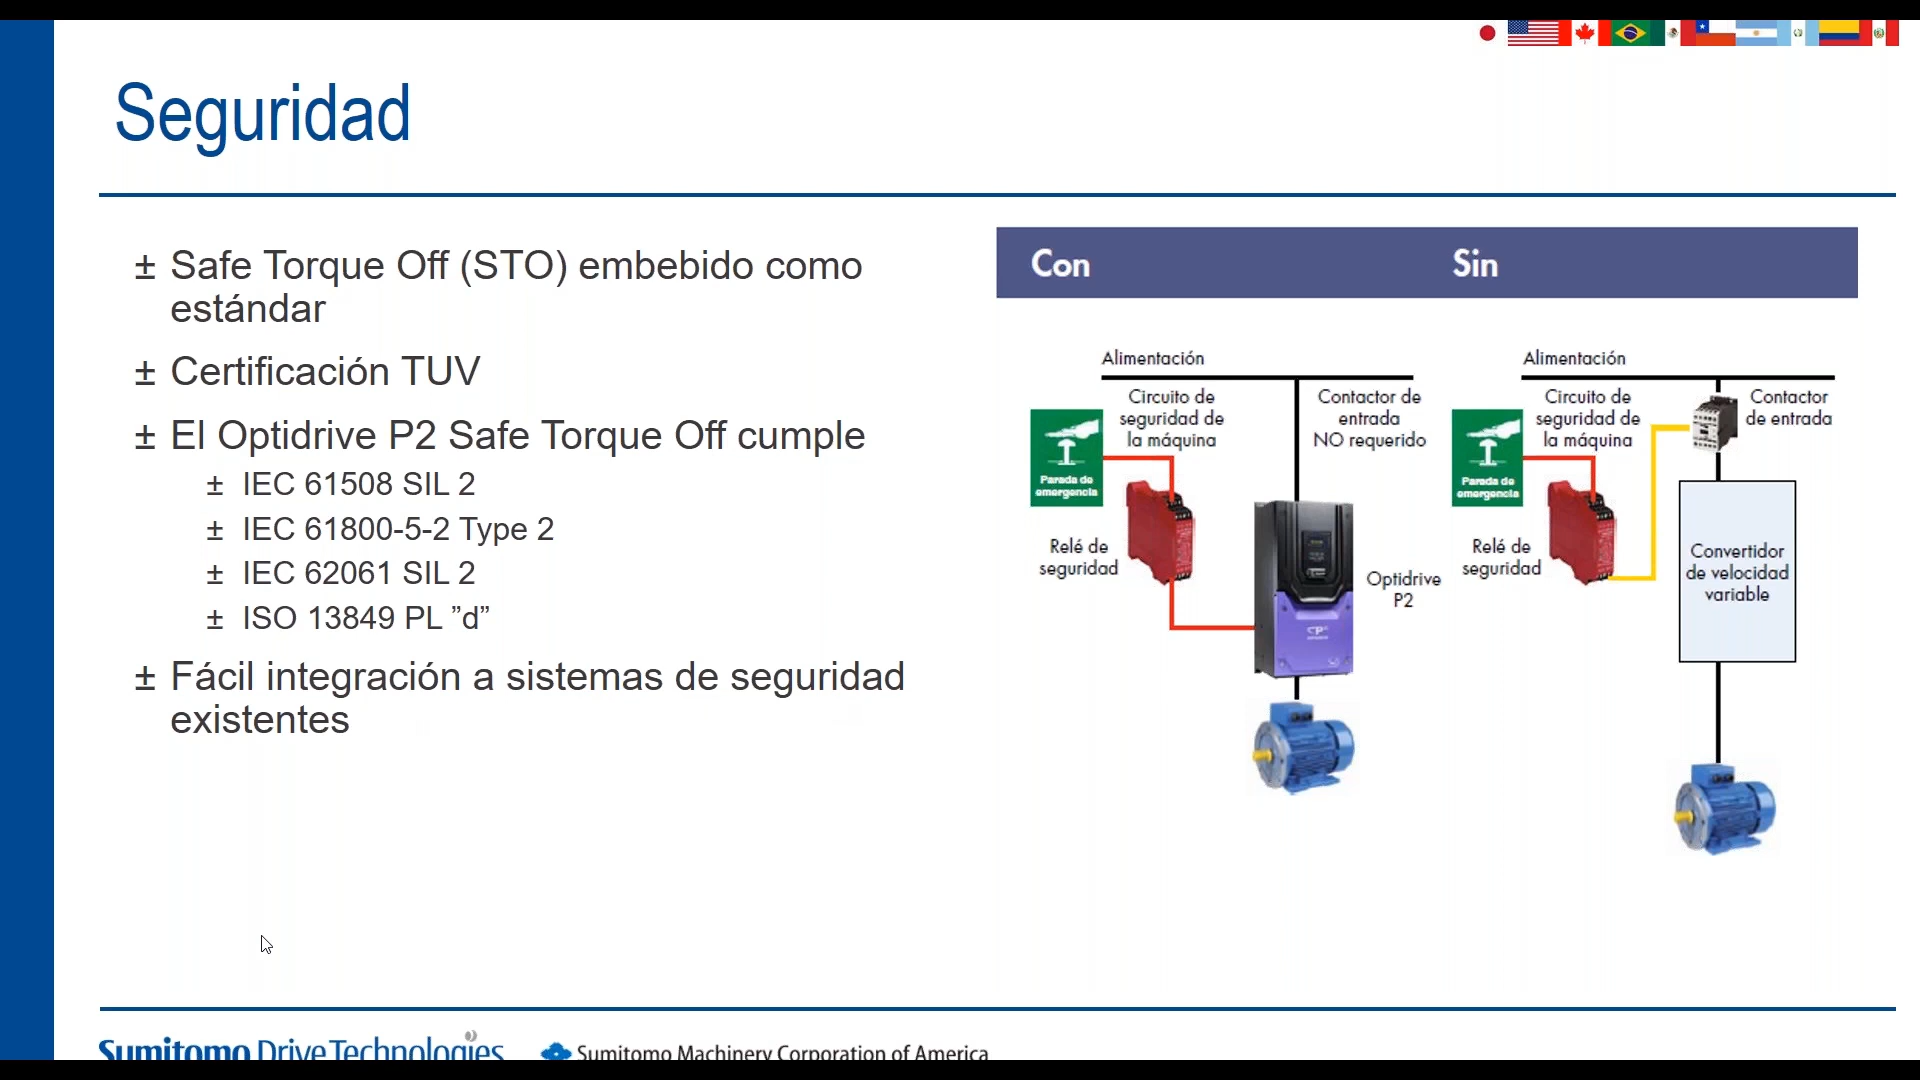 Seguridad
± Safe Torque Off (STO) embebido como
estándar
± Certificación TUV
± El Optidrive P2 Safe Torque Off cumple
± IEC 61508 SIL 2
± IEC 61800-5-2 Type 2
± IEC 62061 SIL 2
± ISO 13849 PL ”d”
± Fácil integración a sistemas de seguridad
existentes
Con
Alimentación
Circuito de
seguridad de
la máquina
Contactor de
entrada
NO requerido
Parada de
emergencia
Relé de
seguridad
Optidrive
P2
Sin
Alimentación
Circuito de
seguridad de
la máquina
Contactor
de entrada
Parada de
emergencia
Relé de
seguridad
Convertidor
de velocidad
variable
Sumitomo Drive Technologies
Sumitomo Machinery Corporation of America